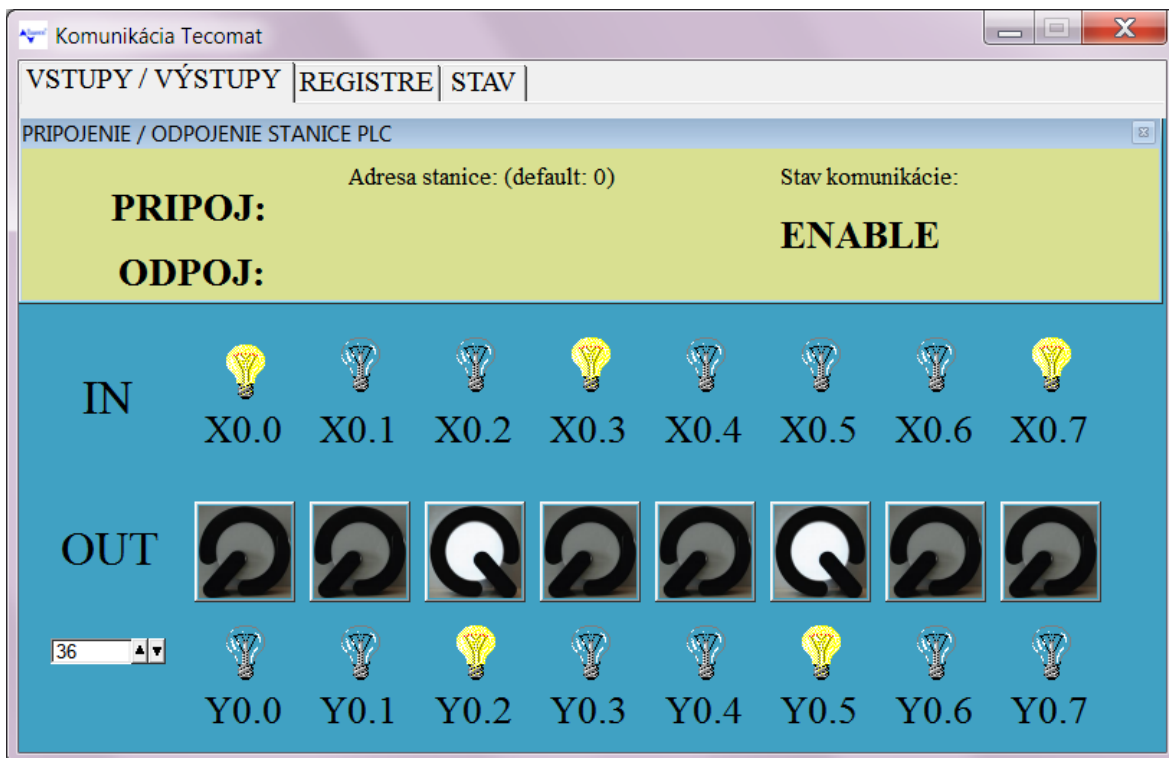 Komunikácia Tecomat
VSTUPY / VÝSTUPY REGISTRE STAV
PRIPOJENIE / ODPOJENIE STANICE PLC
Adresa stanice: (default: 0) Stav komunikácie:
PRIPOJ:
ENABLE
ODPOJ:
IN
X0.0 X0.1 X0.2 X0.3 X0.4 X0.5 X0.6 X0.7
OUT
36
Y0.0 Y0.1 Y0.2 Y0.3 Y0.4 Y0.5 Y0.6 Y0.7